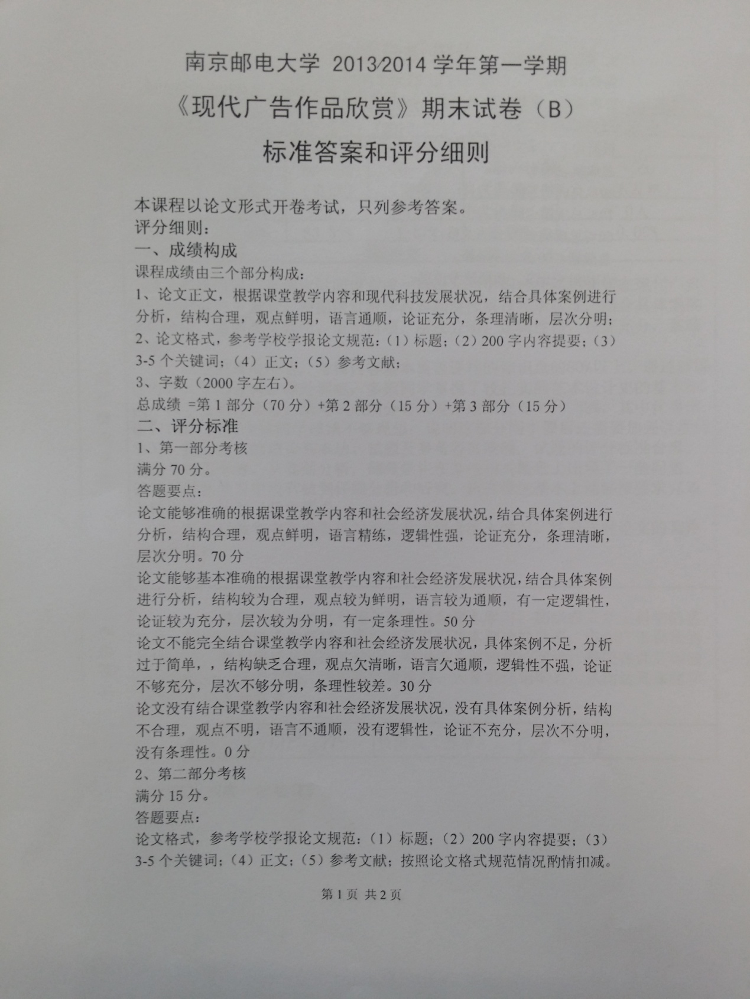 南京邮电大学 2013/2014 学年第一学期
《现代广告作品欣赏》期末试卷（B）
标准答案和评分细则
本课程以论文形式开卷考试，只列参考答案。
评分细则：
一、成绩构成
课程成绩由三个部分构成：
1、论文正文，根据课堂教学内容和现代科技发展状况，结合具体案例进行
分析，结构合理，观点鲜明，语言通顺，论证充分，条理清晰，层次分明；
2、论文格式，参考学校学报论文规范：（1）标题；（2）200 字内容提要；（3）
3-5 个关键词；（4）正文；（5）参考文献；
3、字数（2000 字左右）。
总成绩 =第 1 部分（70 分）+第 2 部分（15 分）+第 3 部分（15 分）
二、评分标准
1、第一部分考核
满分 70 分。
答题要点：
论文能够准确的根据课堂教学内容和社会经济发展状况，结合具体案例进行
分析，结构合理，观点鲜明，语言精练，逻辑性强，论证充分，条理清晰，
层次分明。70 分
论文能够基本准确的根据课堂教学内容和社会经济发展状况，结合具体案例
进行分析，结构较为合理，观点较为鲜明，语言较为通顺，有一定逻辑性，
论证较为充分，层次较为分明，有一定条理性。50 分
论文不能完全结合课堂教学内容和社会经济发展状况，具体案例不足，分析
过于简单，，结构缺乏合理，观点欠清晰，语言欠通顺，逻辑性不强，论证
不够充分，层次不够分明，条理性较差。30 分
论文没有结合课堂教学内容和社会经济发展状况，没有具体案例分析，结构
不合理，观点不明，语言不通顺，没有逻辑性，论证不充分，层次不分明，
没有条理性。0 分
2、第二部分考核
满分 15 分。
答题要点：
论文格式，参考学校学报论文规范：（1）标题；（2）200 字内容提要；（3）
3-5 个关键词；（4）正文；（5）参考文献；按照论文格式规范情况酌情扣减。
第 1 页 共 2 页